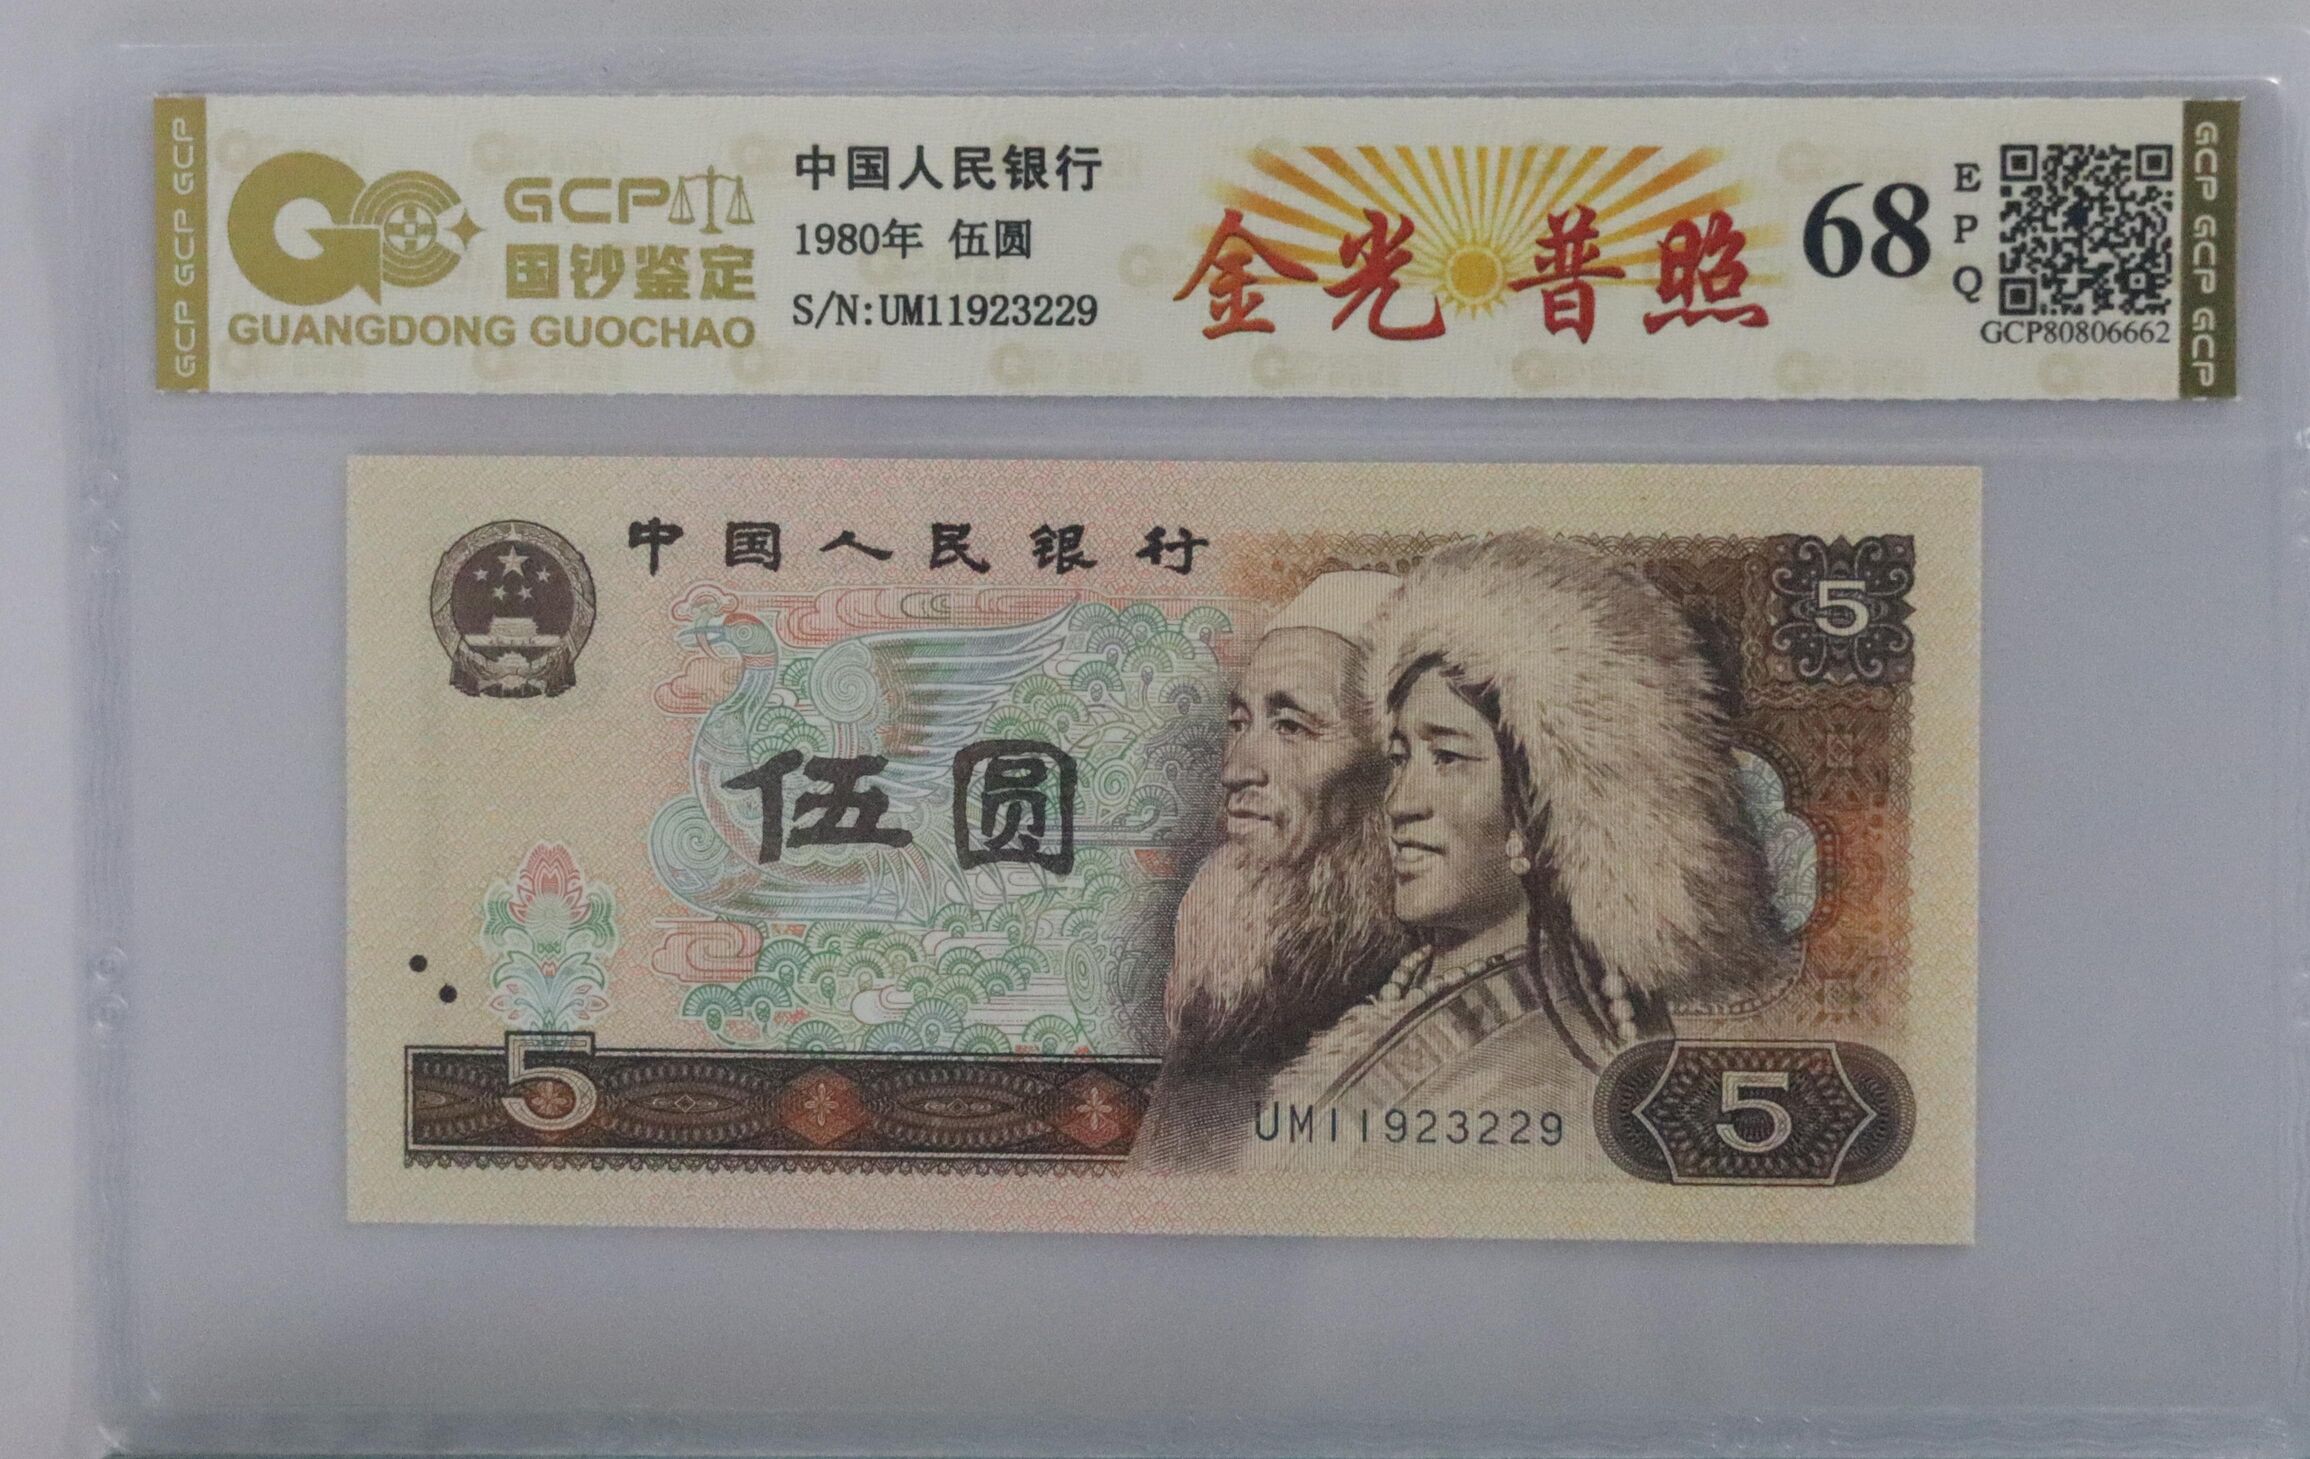 GCP GCP GCP
GCP
国钞鉴定
GUANGDONG GUOCHAO
中国人民银行
1980年 伍圆
S/N:UM11923229
金光普照
68
EPQ
GCP80806662
GCP GCP GCP
中国人民银行
5
伍圆
5
UM11923229
5